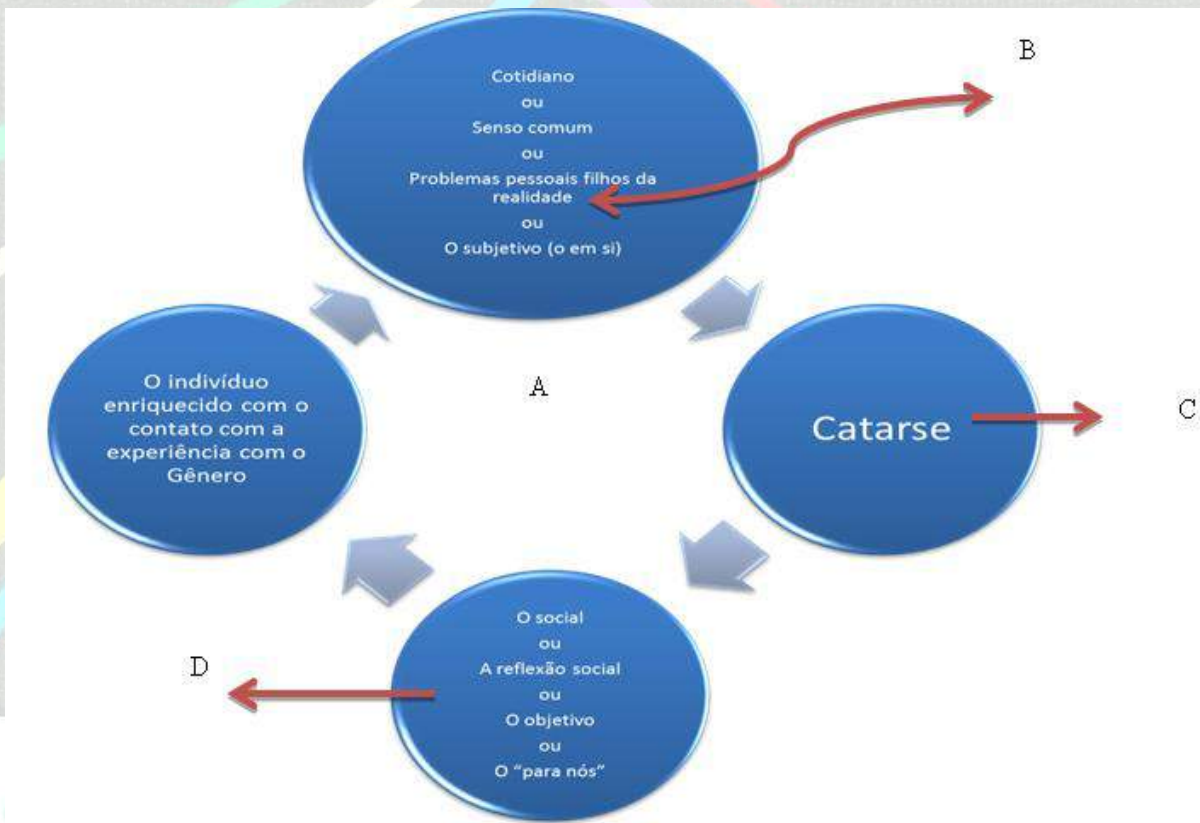 Cotidiano
ou
Senso comum
ou
Problemas pessoais filhos da
realidade
ou
O subjetivo (o em si)
B
O indivíduo
enriquecido com o
contato com a
experiência com o
Gênero
A
Catarse
C
O social
ou
A reflexão social
ou
O objetivo
ou
O “para nós”
D